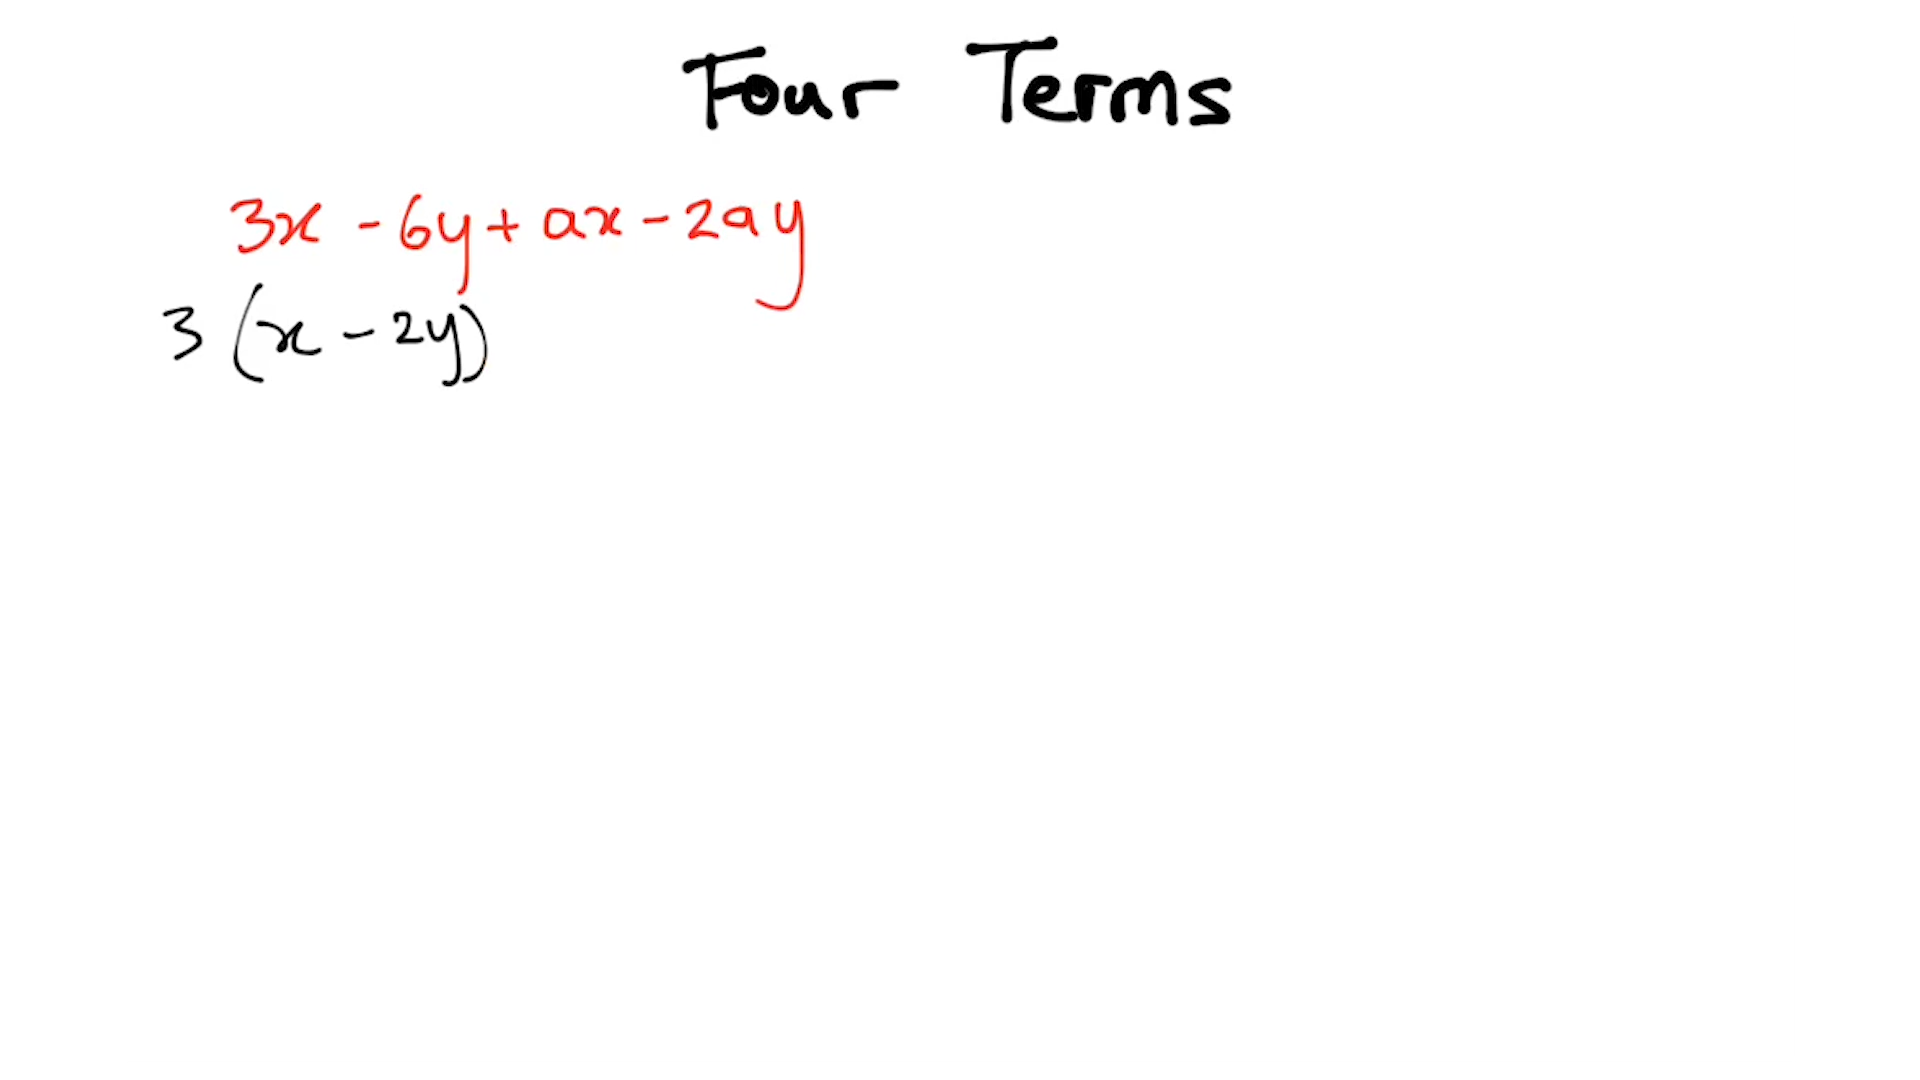 Four Terms
3x - 6y + ax - 2ay
3 (x - 2y)